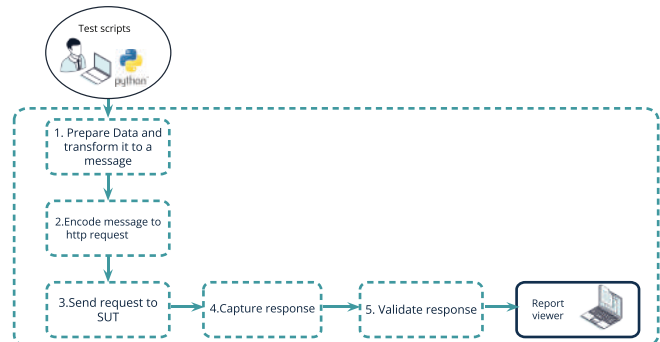 Test scripts
python
1. Prepare Data and
transform it to a
message
2.Encode message to
http request
3.Send request to
SUT
4.Capture response
5. Validate response
Report
viewer